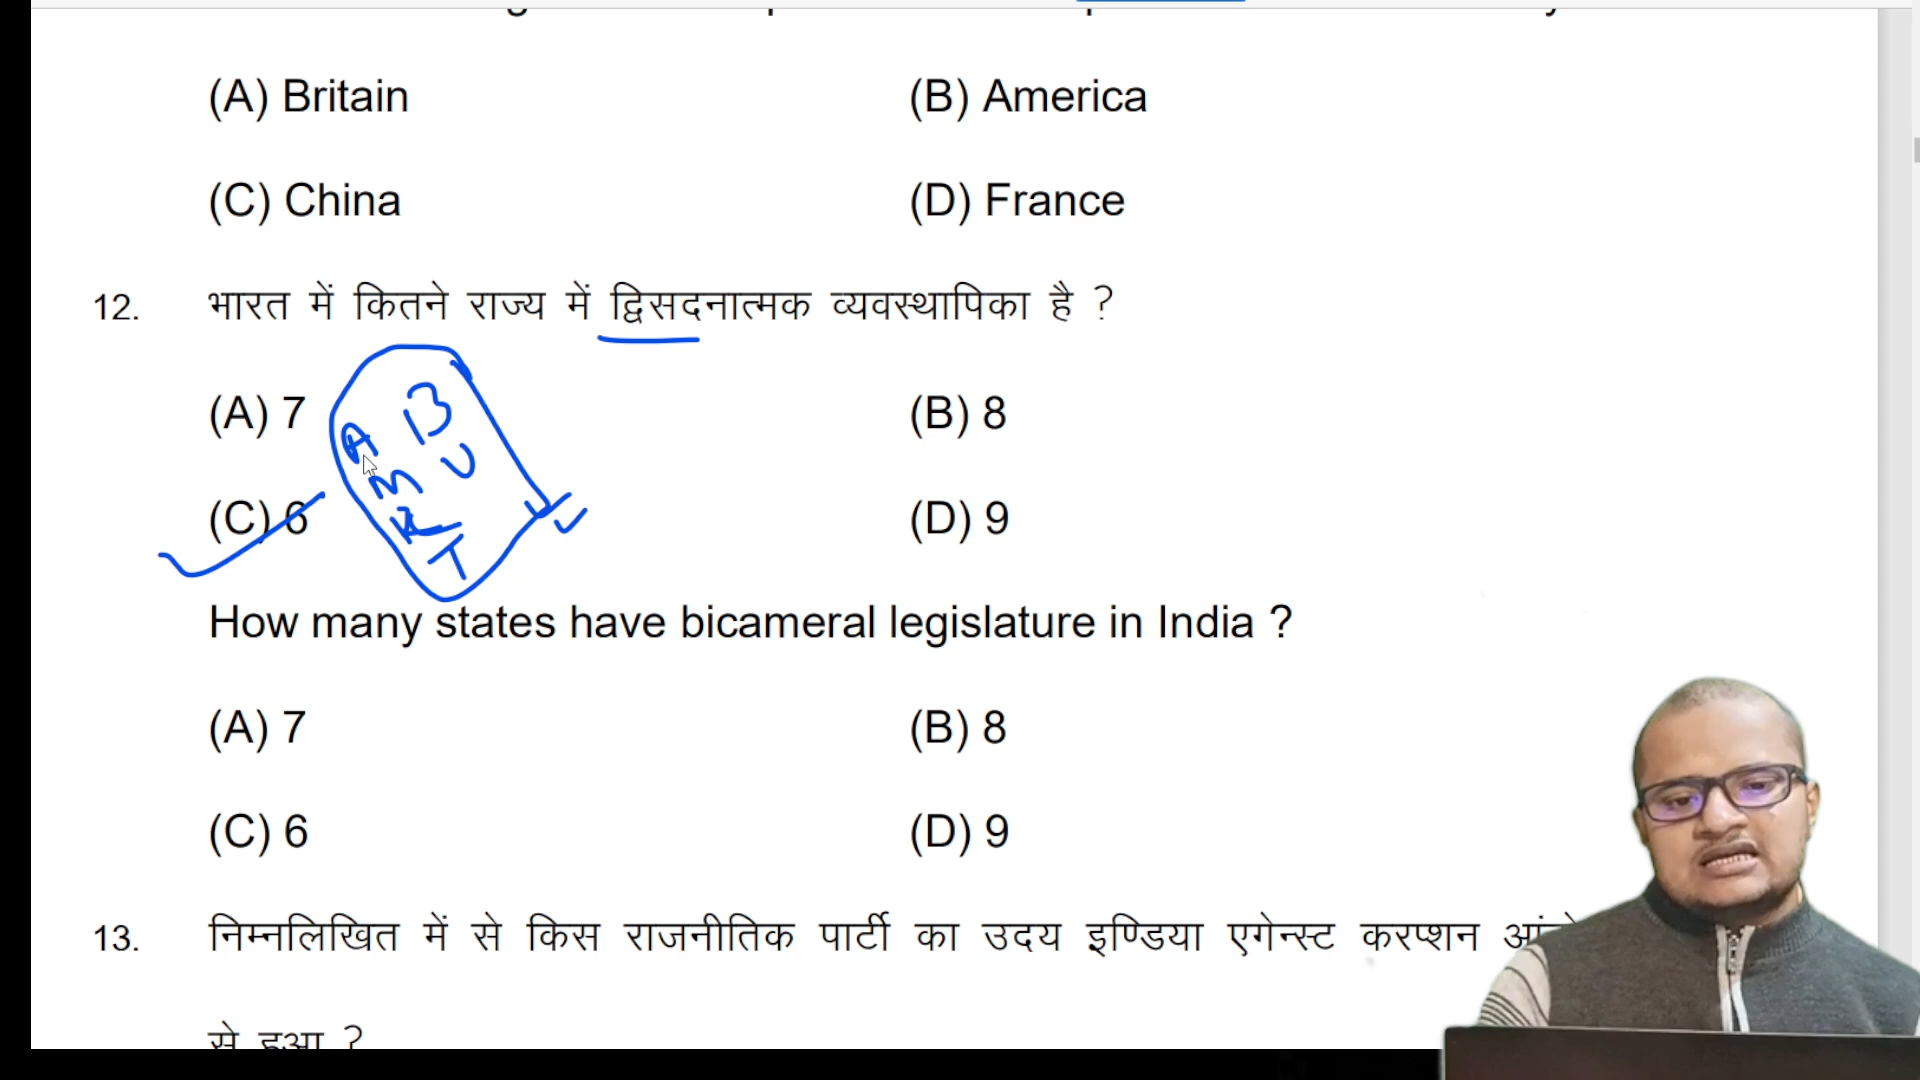 (A) Britain (B) America
(C) China (D) France
12. भारत में कितने राज्य में द्विसदनात्मक व्यवस्थापिका है ?
(A) 7 (B) 8
A B
M U
K
T
(C) 6 (D) 9
How many states have bicameral legislature in India ?
(A) 7 (B) 8
(C) 6 (D) 9
13. निम्नलिखित में से किस राजनीतिक पार्टी का उदय इण्डिया एगेन्स्ट करप्शन
से हुआ ?